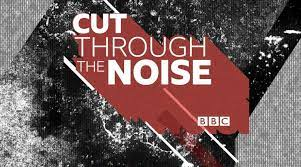 CUT
THROUGH
THE NOISE
BBC